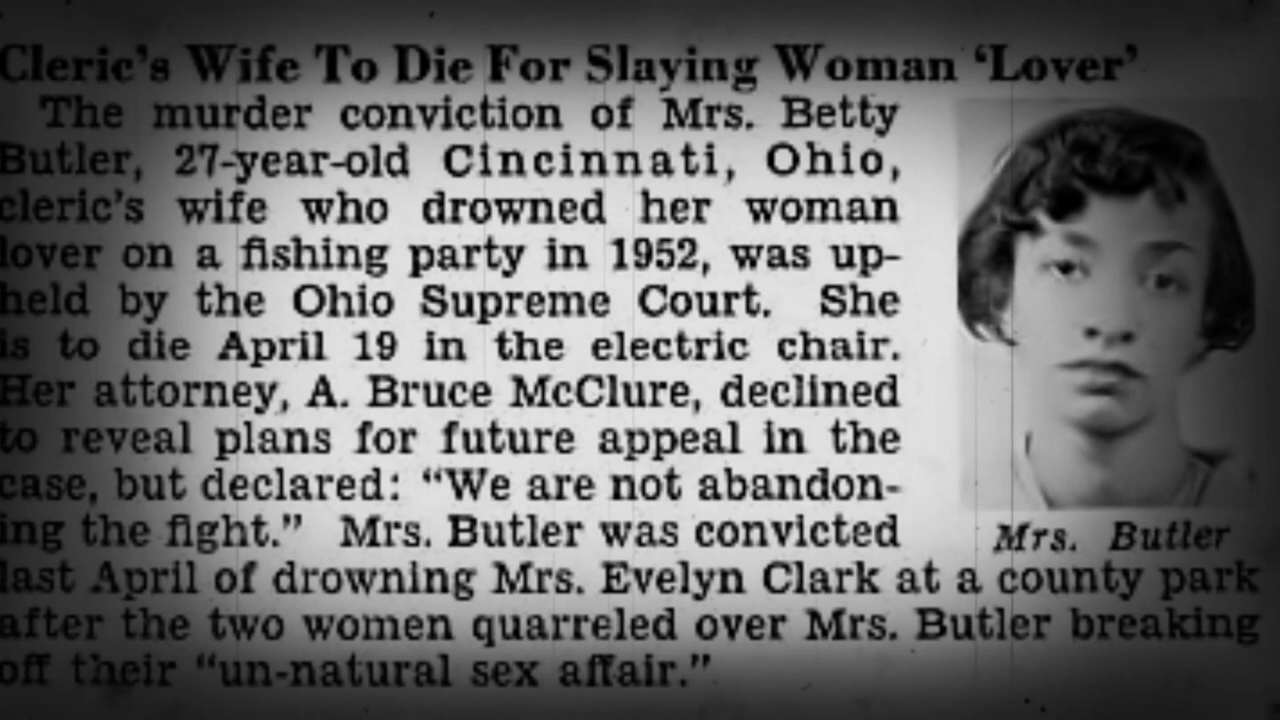 Cleric's Wife To Die For Slaying Woman 'Lover'
The murder conviction of Mrs. Betty
Butler, 27-year-old Cincinnati, Ohio,
cleric's wife who drowned her woman
lover on a fishing party in 1952, was up-
held by the Ohio Supreme Court. She
is to die April 19 in the electric chair.
Her attorney, A. Bruce McClure, declined
to reveal plans for future appeal in the
case, but declared: "We are not abandon-
ing the fight." Mrs. Butler was convicted
last April of drowning Mrs. Evelyn Clark at a county park
after the two women quarreled over Mrs. Butler breaking
off their "un-natural sex affair."
Mrs. Butler